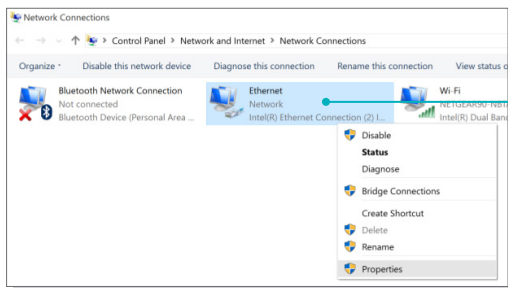 Network Connections
Control Panel > Network and Internet > Network Connections
Organize Disable this network device Diagnose this connection Rename this connection View status o
Bluetooth Network Connection
Not connected
Bluetooth Device (Personal Area ...
Ethernet
Network
Intel(R) Ethernet Connection (2) I...
Wi-Fi
Intel(R) Dual Band
Disable
Status
Diagnose
Bridge Connections
Create Shortcut
Delete
Rename
Properties